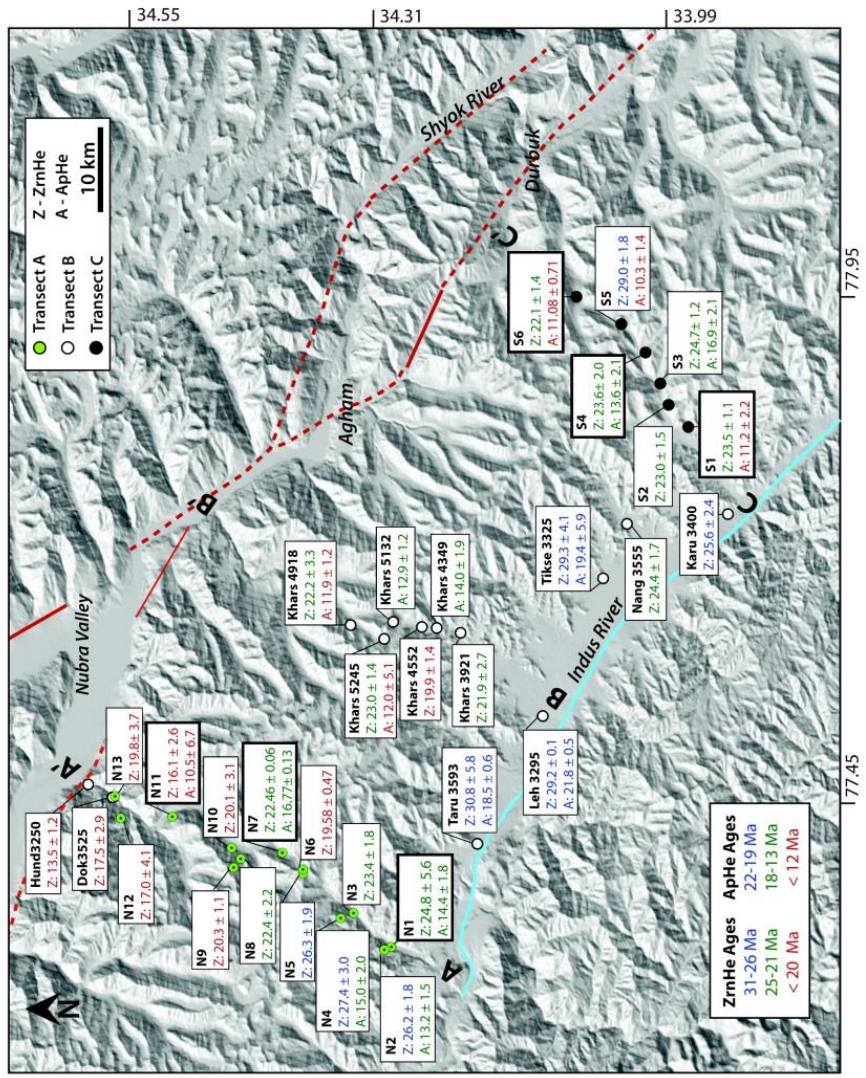 34.55
34.31
33.99
Transect A
Transect B
Transect C
Z - ZrnHe
A - ApHe
10 km
Shyok River
Durbuk
C'
Agham
B'
Nubra Valley
A'
N
77.95
77.45
Hund3250
Z: 13.5 ± 1.2
Dok3525
Z: 17.5 ± 2.9
N13
Z: 19.8± 3.7
N12
Z: 17.0 ± 4.1
N11
Z: 16.1 ± 2.6
A: 10.5± 6.7
N10
Z: 20.1 ± 3.1
N9
Z: 20.3 ± 1.1
N8
Z: 22.4 ± 2.2
N7
Z: 22.46 ± 0.06
A: 16.77± 0.13
N6
Z: 19.58 ± 0.47
N5
Z: 26.3 ± 1.9
N4
Z: 27.4 ± 3.0
A: 15.0 ± 2.0
N3
Z: 23.4 ± 1.8
N2
Z: 26.2 ± 1.8
A: 13.2 ± 1.5
N1
Z: 24.8 ± 5.6
A: 14.4 ± 1.8
A
Khars 4918
Z: 22.2 ± 3.3
A: 11.9 ± 1.2
Khars 5132
A: 12.9 ± 1.2
Khars 5245
Z: 23.0 ± 1.4
A: 12.0 ± 5.1
Khars 4552
Z: 19.9 ± 1.4
Khars 4349
A: 14.0 ± 1.9
Khars 3921
Z: 21.9 ± 2.7
Taru 3593
Z: 30.8 ± 5.8
A: 18.5 ± 0.6
Leh 3295
Z: 29.2 ± 0.1
A: 21.8 ± 0.5
B
Indus River
Tikse 3325
Z: 29.3 ± 4.1
A: 19.4 ± 5.9
Nang 3555
Z: 24.4 ± 1.7
Karu 3400
Z: 25.6 ± 2.4
C
S6
Z: 22.1 ± 1.4
A: 11.08 ± 0.71
S5
Z: 29.0 ± 1.8
A: 10.3 ± 1.4
S4
Z: 23.6± 2.0
A: 13.6 ± 2.1
S3
Z: 24.7± 1.2
A: 16.9 ± 2.1
S2
Z: 23.0 ± 1.5
S1
Z: 23.5 ± 1.1
A: 11.2 ± 2.2
ZrnHe Ages ApHe Ages
31-26 Ma 22-19 Ma
25-21 Ma 18-13 Ma
< 20 Ma < 12 Ma